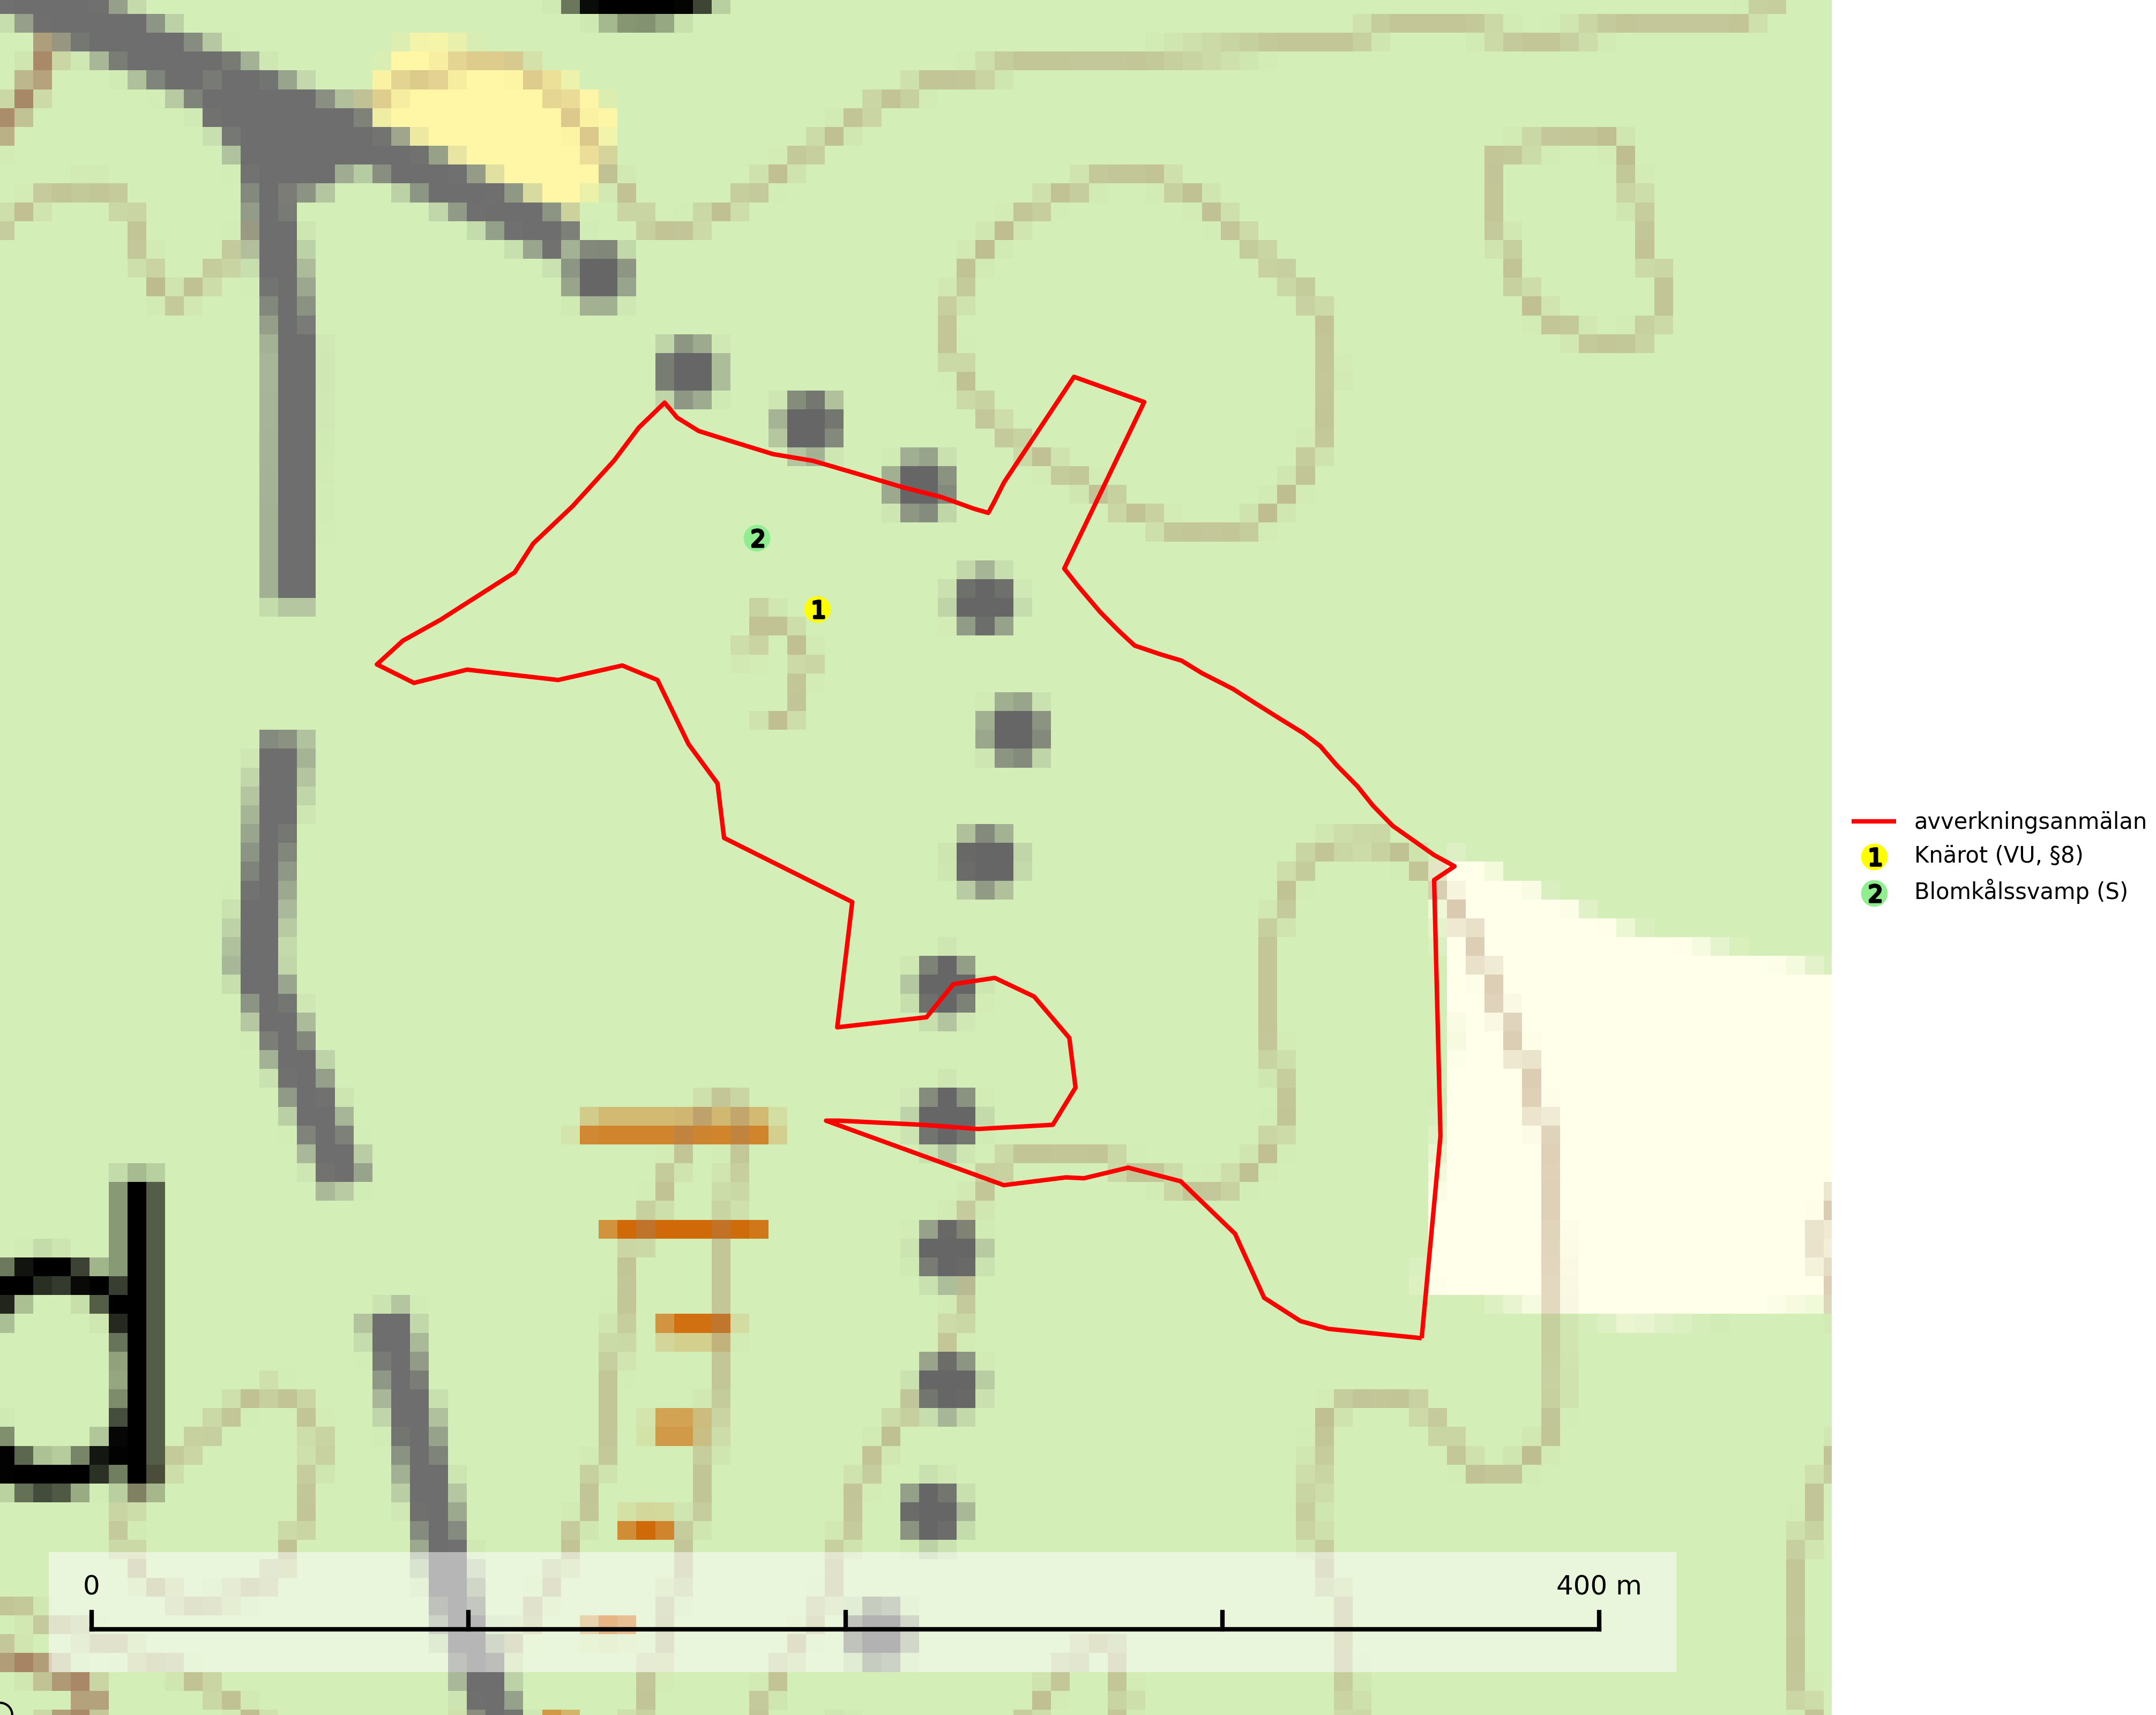 2
1
avverkningsanmälan
1 Knärot (VU, §8)
2 Blomkålssvamp (S)
0 400 m